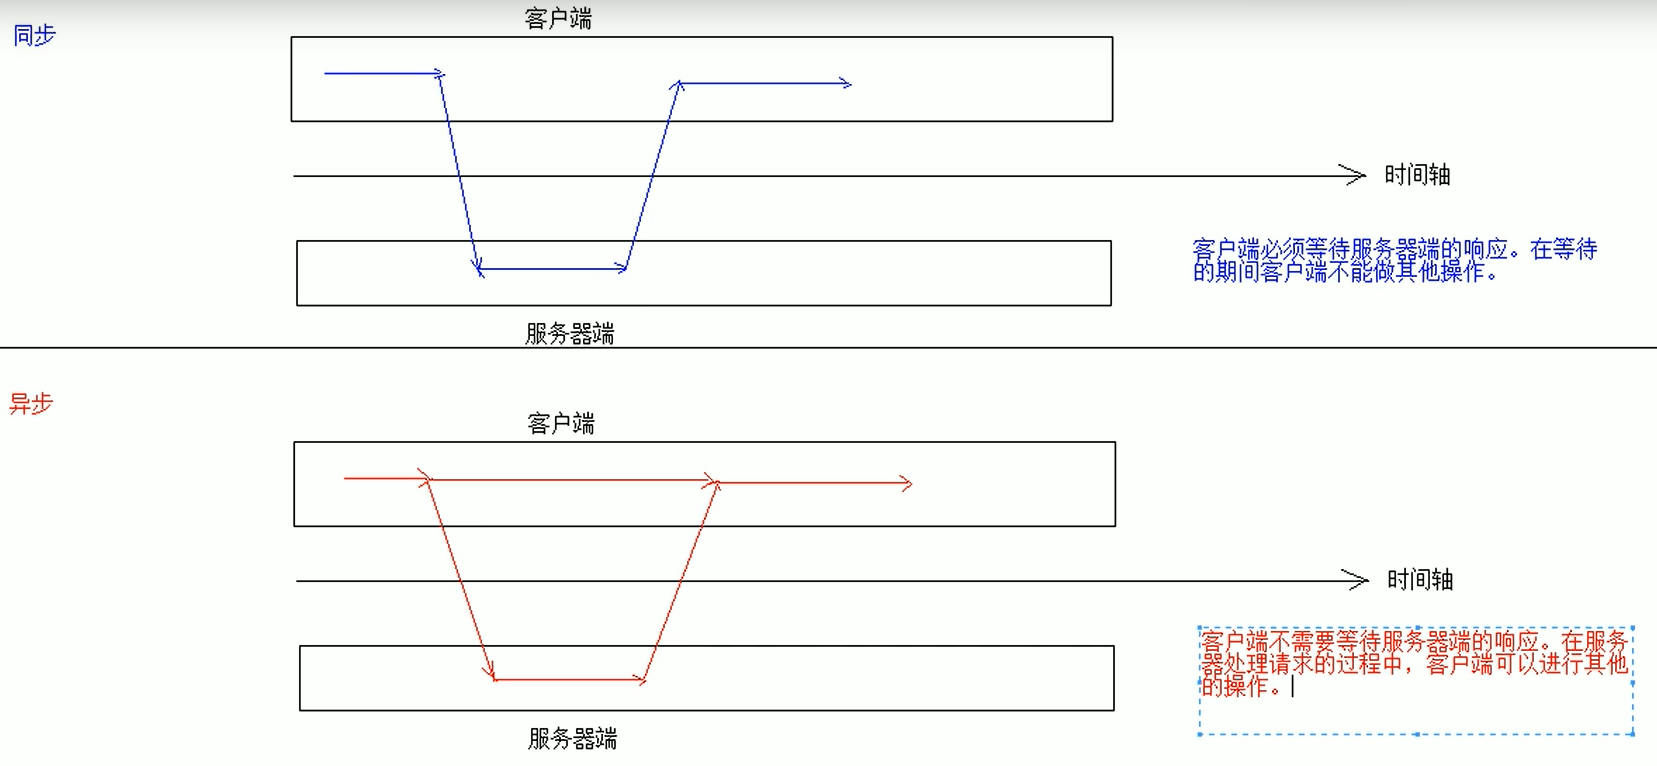 同步
客户端
时间轴
客户端必须等待服务器端的响应。在等待
的期间客户端不能做其他操作。
服务器端
异步
客户端
时间轴
客户端不需要等待服务器端的响应。在服务
器处理请求的过程中，客户端可以进行其他
的操作。
服务器端